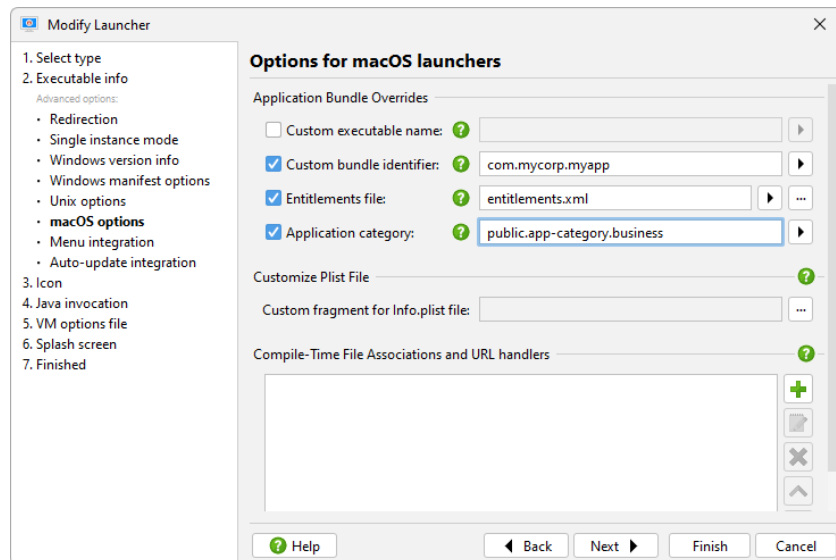 Modify Launcher
1. Select type
2. Executable info
Advanced options:
Redirection
Single instance mode
Windows version info
Windows manifest options
Unix options
macOS options
Menu integration
Auto-update integration
3. Icon
4. Java invocation
5. VM options file
6. Splash screen
7. Finished
Options for macOS launchers
Application Bundle Overrides
Custom executable name:
Custom bundle identifier: com.mycorp.myapp
Entitlements file: entitlements.xml
Application category: public.app-category.business
Customize Plist File
Custom fragment for Info.plist file:
Compile-Time File Associations and URL handlers
Help
Back
Next
Finish
Cancel